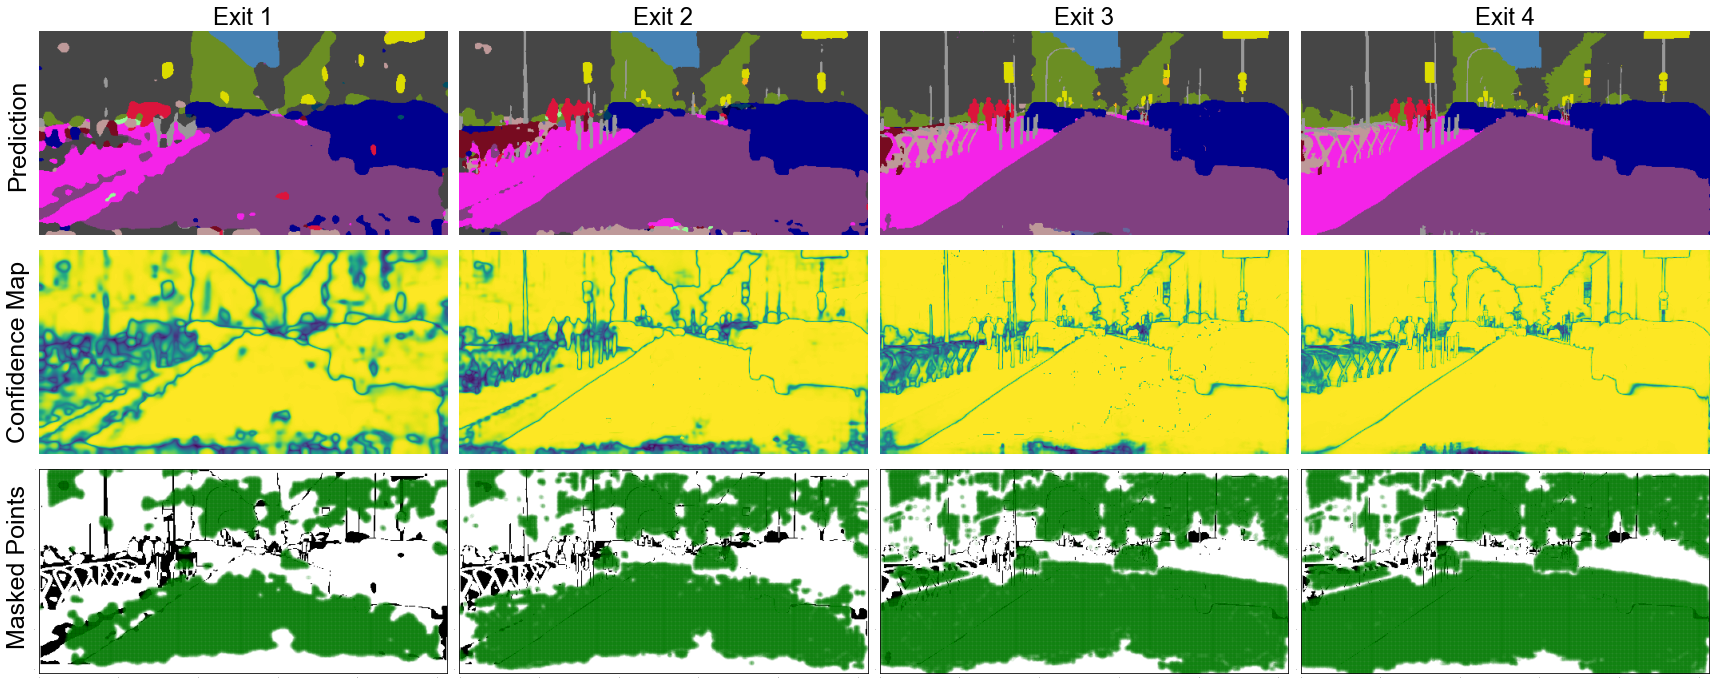 Exit 1
Exit 2
Exit 3
Exit 4
Prediction
Confidence Map
Masked Points